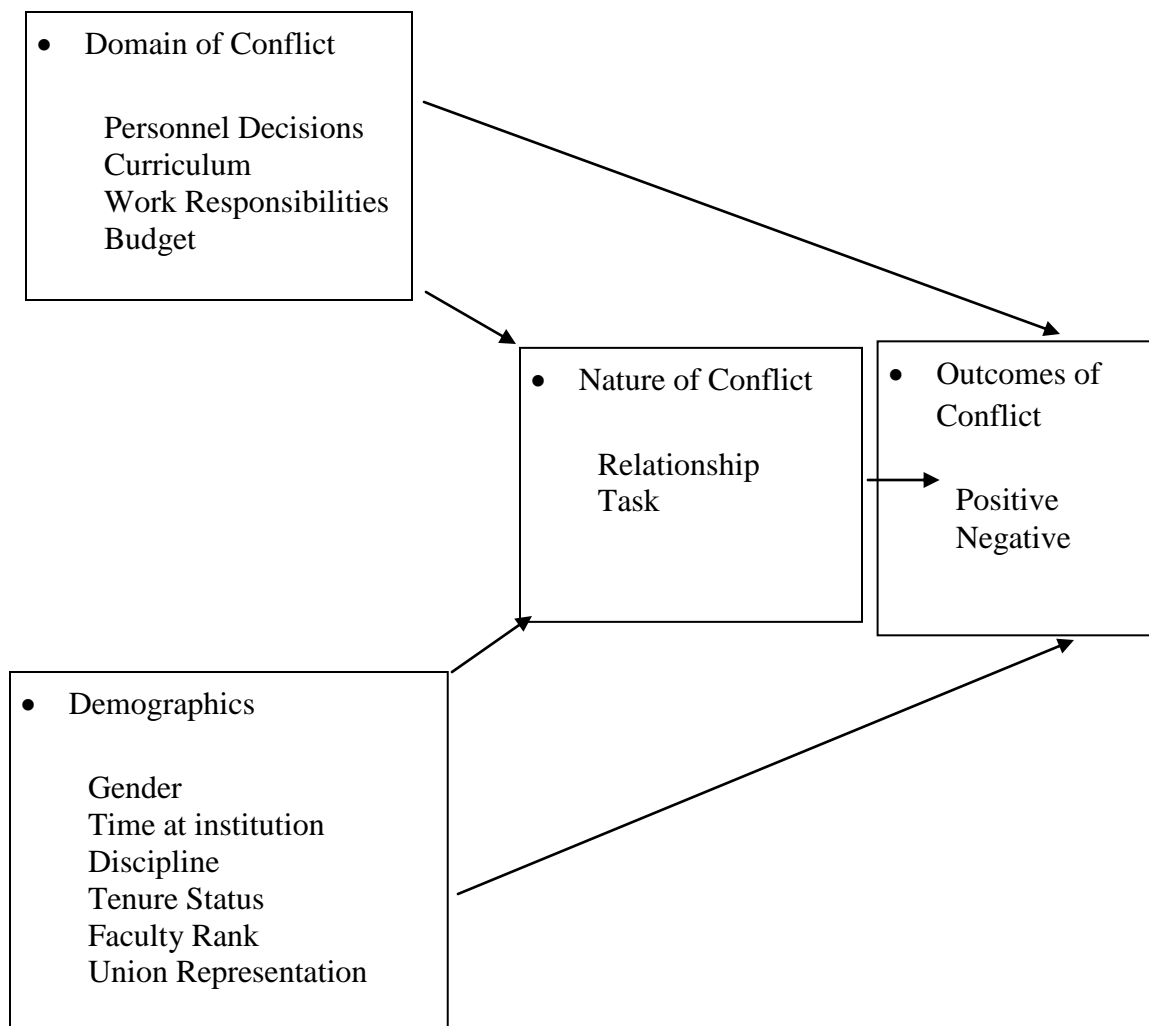 • Domain of Conflict
Personnel Decisions
Curriculum
Work Responsibilities
Budget
• Nature of Conflict
Relationship
Task
• Outcomes of
Conflict
Positive
Negative
• Demographics
Gender
Time at institution
Discipline
Tenure Status
Faculty Rank
Union Representation